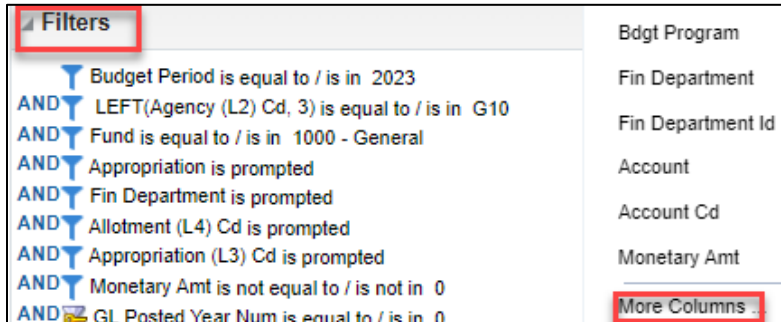 Filters
Budget Period is equal to / is in 2023
AND LEFT(Agency (L2) Cd, 3) is equal to / is in G10
AND Fund is equal to / is in 1000 - General
AND Appropriation is prompted
AND Fin Department is prompted
AND Allotment (L4) Cd is prompted
AND Appropriation (L3) Cd is prompted
AND Monetary Amt is not equal to / is not in 0
AND GL Posted Year Num is equal to / is in 0
Bdgt Program
Fin Department
Fin Department Id
Account
Account Cd
Monetary Amt
More Columns ...